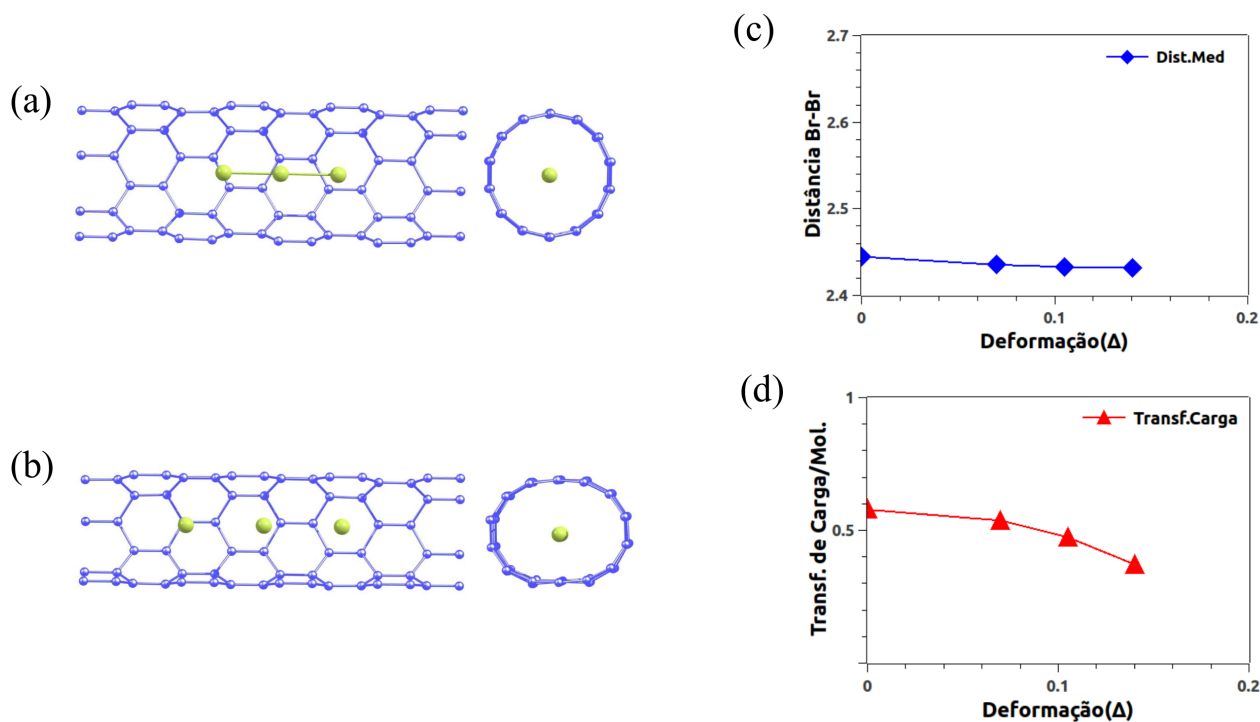 (a)
(b)
(c)
2.7
2.6
2.5
2.4
Distância Br-Br
Dist.Med
0
0.1
0.2
Deformação(Δ)
(d)
1
0.5
Transf. de Carga/Mol.
Transf.Carga
0
0.1
0.2
Deformação(Δ)